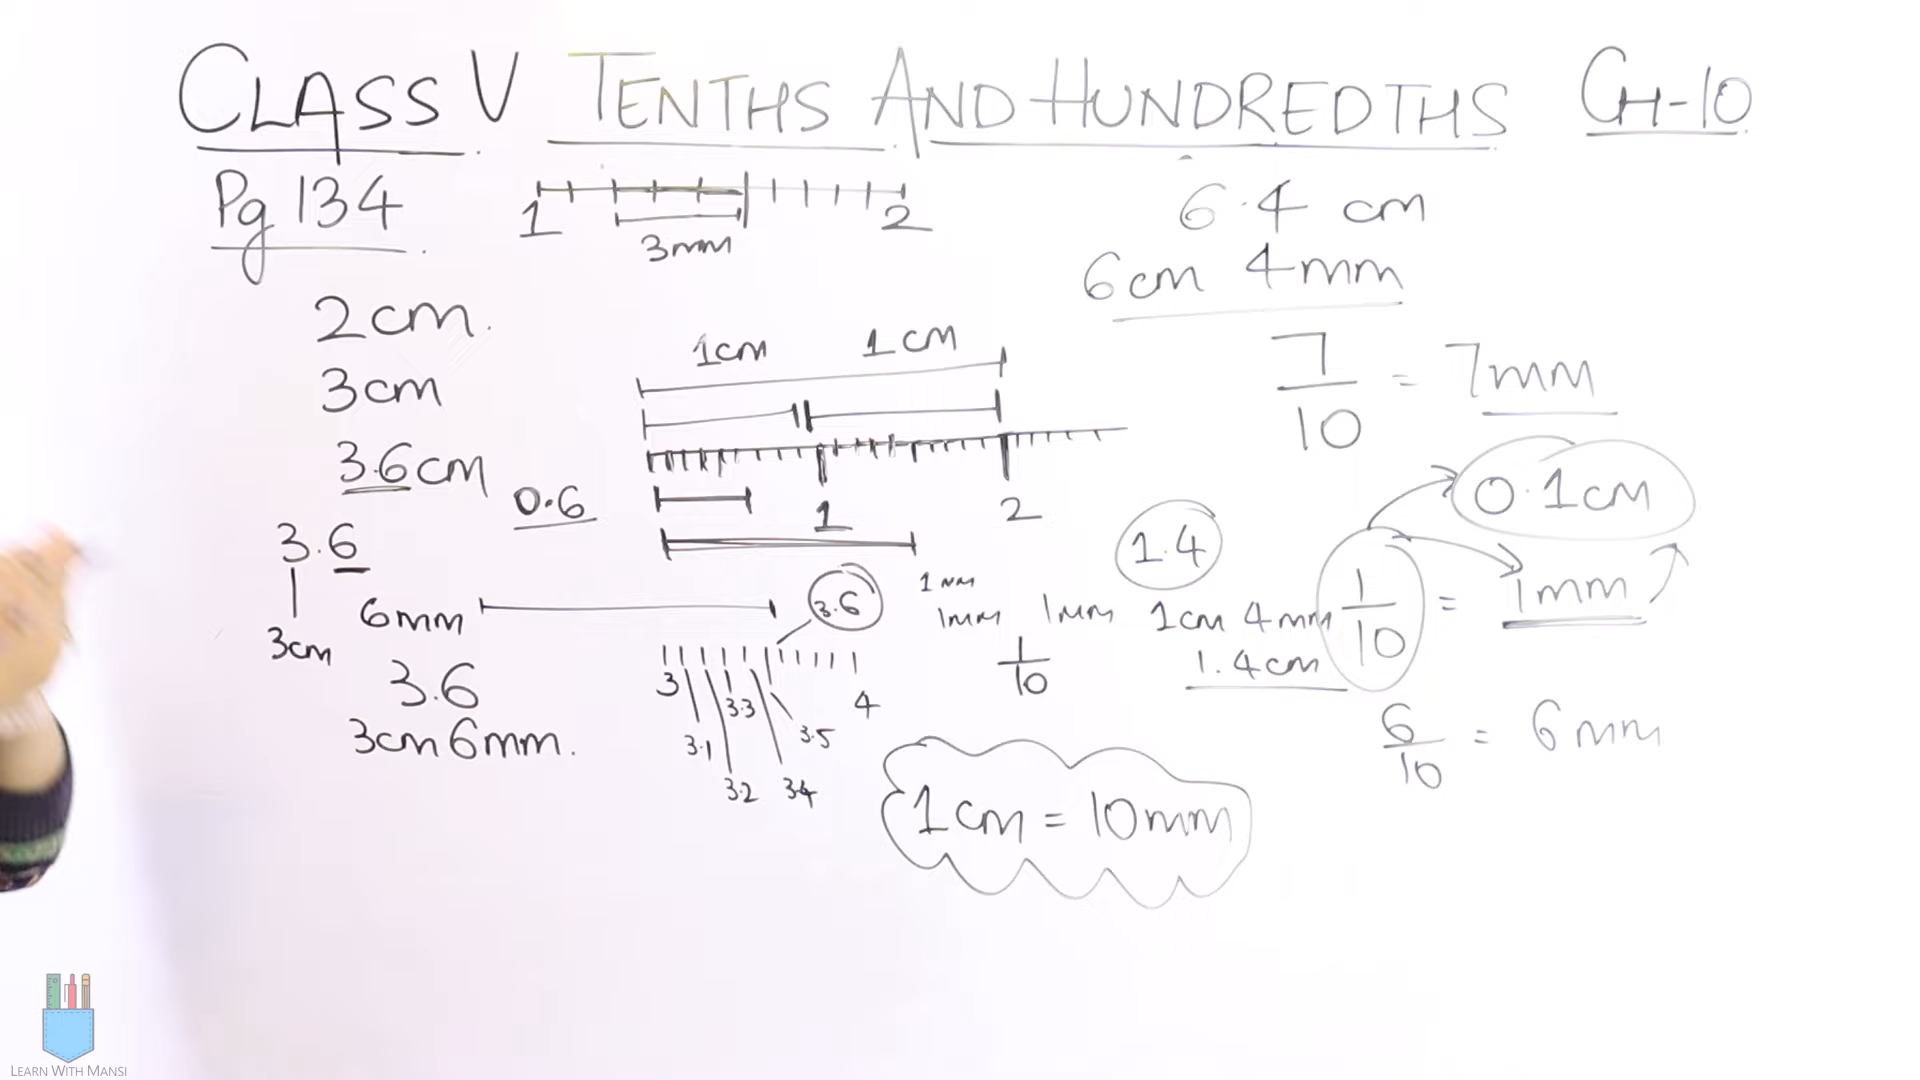 CLASS V TENTHS AND HUNDREDTHS CH-10
Pg 134
1 2
3mm
6.4 cm
6cm 4mm
2cm.
3cm
3.6cm
3.6
3cm
6mm
3.6
3cm 6mm.
1cm 1cm
0.6
1 2
3.6
3 4
3.1 3.2 3.3 3.4 3.5
1mm
1mm 1mm
1/10
1.4
1cm 4mm
1.4cm
1cm = 10mm
7/10 = 7mm
0.1cm
1/10 = 1mm
6/10 = 6mm
LEARN WITH MANSI